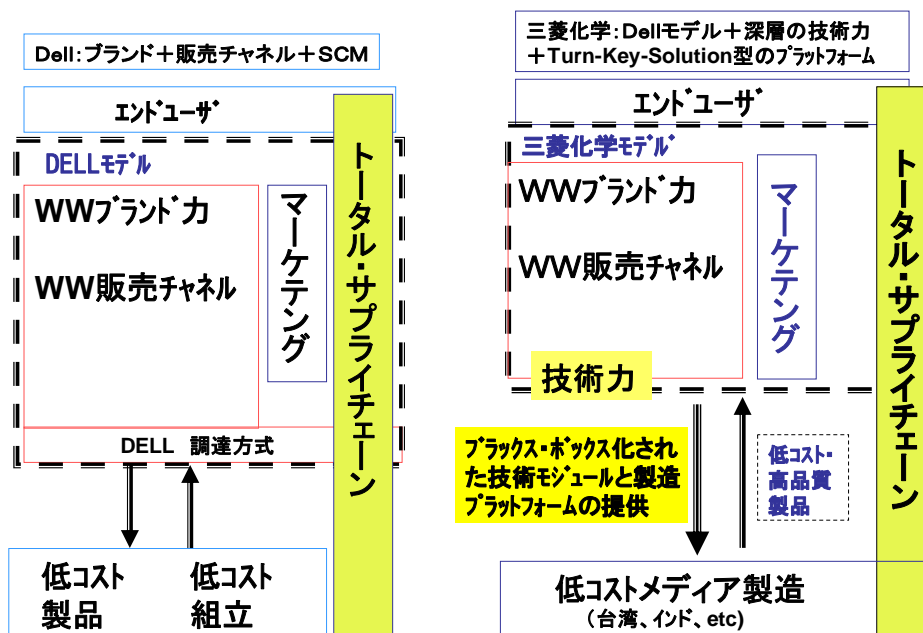 Dell:ブランド+販売チャネル+SCM
エンドユーザ
DELLモデル
WWブランド力
WW販売チャネル
マーケテング
トータル・サプライチェーン
DELL 調達方式
低コスト 低コスト
製品 組立
三菱化学:Dellモデル+深層の技術力
+Turn-Key-Solution型のプラットフォーム
エンドユーザ
三菱化学モデル
WWブランド力
WW販売チャネル
マーケテング
トータル・サプライチェーン
技術力
ブラックス・ボックス化され
た技術モジュールと製造
プラットフォームの提供
低コスト・
高品質
製品
低コストメディア製造
(台湾、インド、etc)